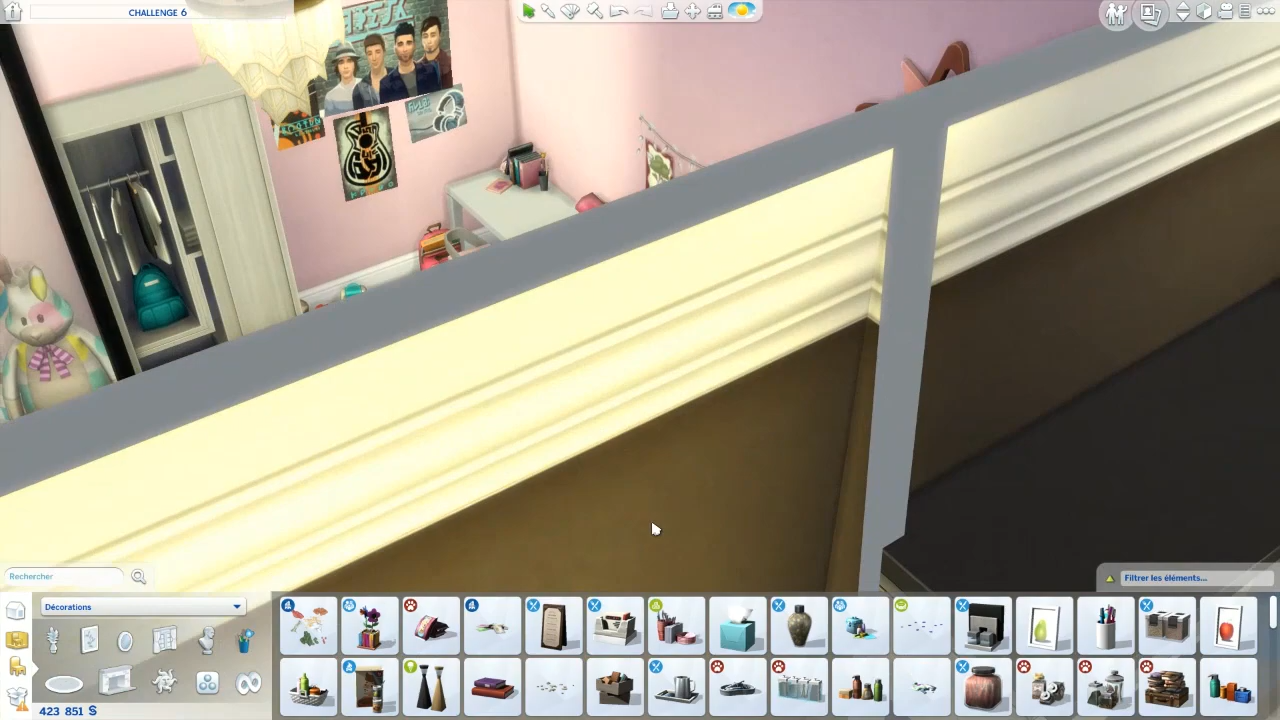 CHALLENGE 6
Rechercher
Filtrer les éléments...
Décorations
423 851 $